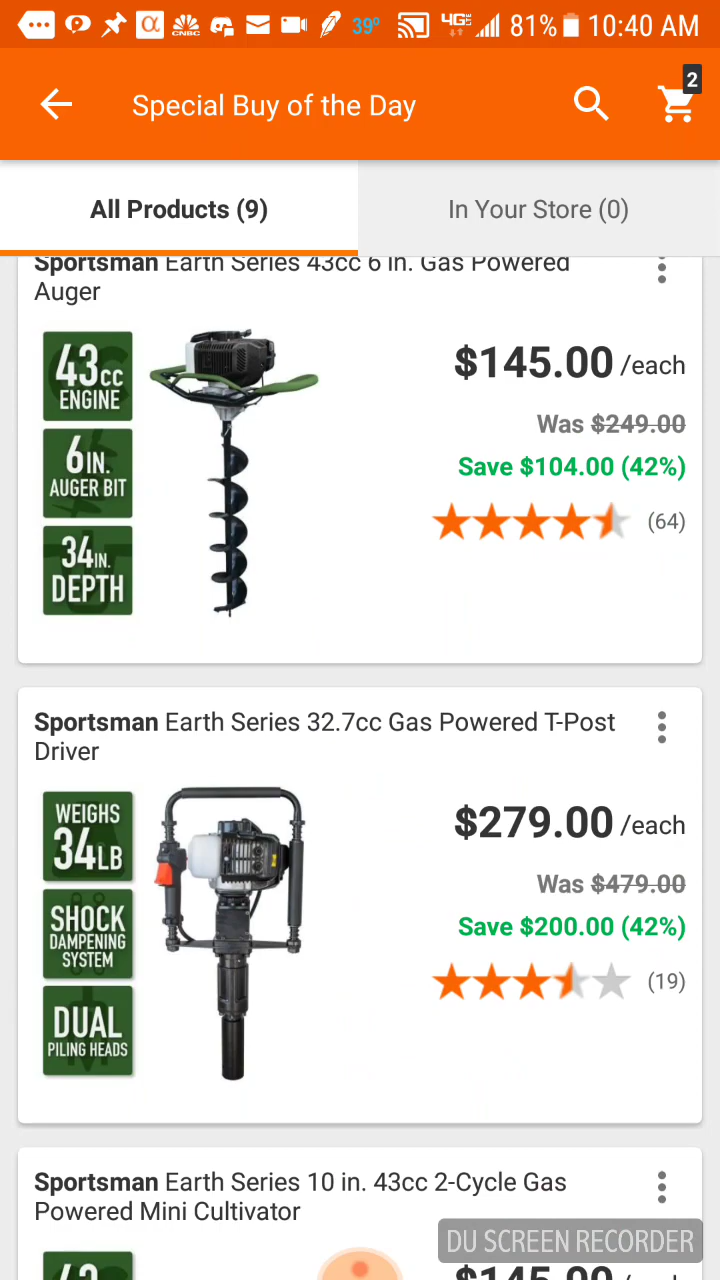 α
CNBC
39°
4G LTE
81%
10:40 AM
Special Buy of the Day
2
All Products (9)
In Your Store (0)
Sportsman Earth Series 43cc 6 in. Gas Powered
Auger
43cc
ENGINE
6IN.
AUGER BIT
34IN.
DEPTH
$145.00 /each
Was $249.00
Save $104.00 (42%)
(64)
Sportsman Earth Series 32.7cc Gas Powered T-Post
Driver
WEIGHS
34LB
SHOCK
DAMPENING
SYSTEM
DUAL
PILING HEADS
$279.00 /each
Was $479.00
Save $200.00 (42%)
(19)
Sportsman Earth Series 10 in. 43cc 2-Cycle Gas
Powered Mini Cultivator
DU SCREEN RECORDER
$145.00